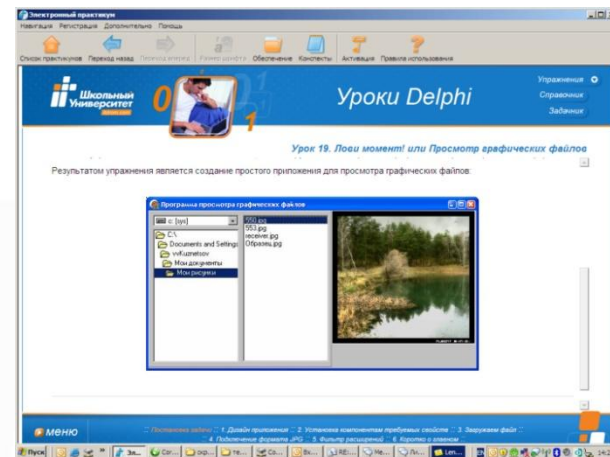 Электронный практикум
Навигация Регистрация Дополнительно Помощь
Список практикумов Переход назад Переход вперед Размер шрифта Обеспечение Конспекты Активация Правила использования
Школьный
Университет
Уроки Delphi
Упражнения
Справочник
Задачник
Урок 19. Лови момент! или Просмотр графических файлов
Результатом упражнения является создание простого приложения для просмотра графических файлов:
Программа просмотра графических файлов
c: [sys]
C:\
Documents and Settings
vvKuznetsov
Мои документы
Мои рисунки
550.jpg
553.jpg
receiver.jpg
Образец.jpg
меню
Постановка задачи :: 1. Дизайн приложения :: 2. Установка компонентам требуемых свойств :: 3. Загружаем файл ::
:: 4. Подключение формата JPG :: 5. Фильтр расширений :: 6. Коротко о главном ::
Пуск